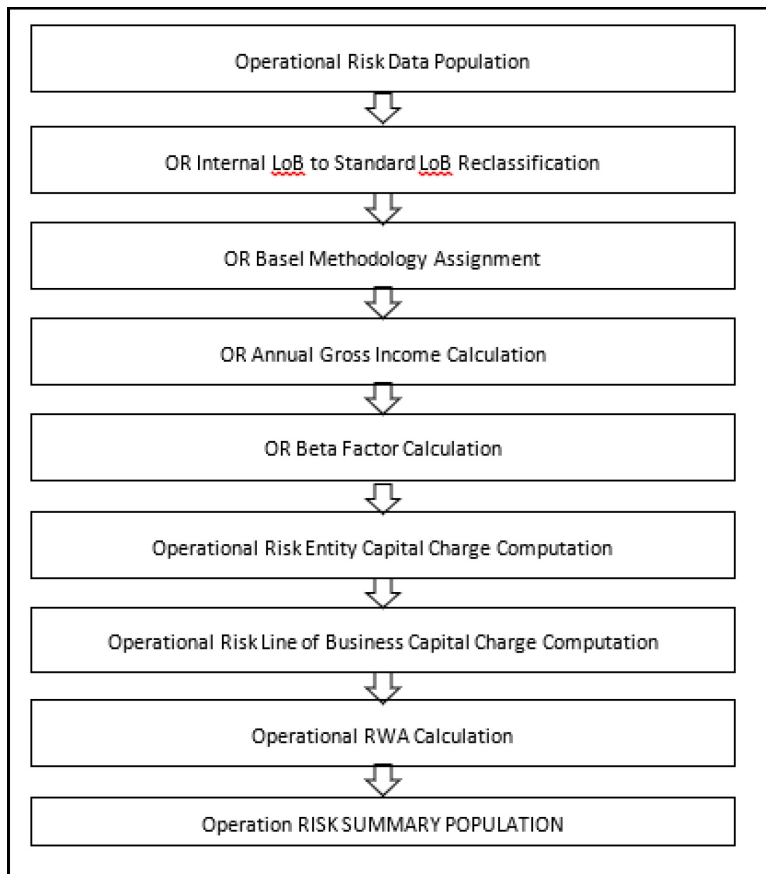 Operational Risk Data Population
OR Internal LoB to Standard LoB Reclassification
OR Basel Methodology Assignment
OR Annual Gross Income Calculation
OR Beta Factor Calculation
Operational Risk Entity Capital Charge Computation
Operational Risk Line of Business Capital Charge Computation
Operational RWA Calculation
Operation RISK SUMMARY POPULATION